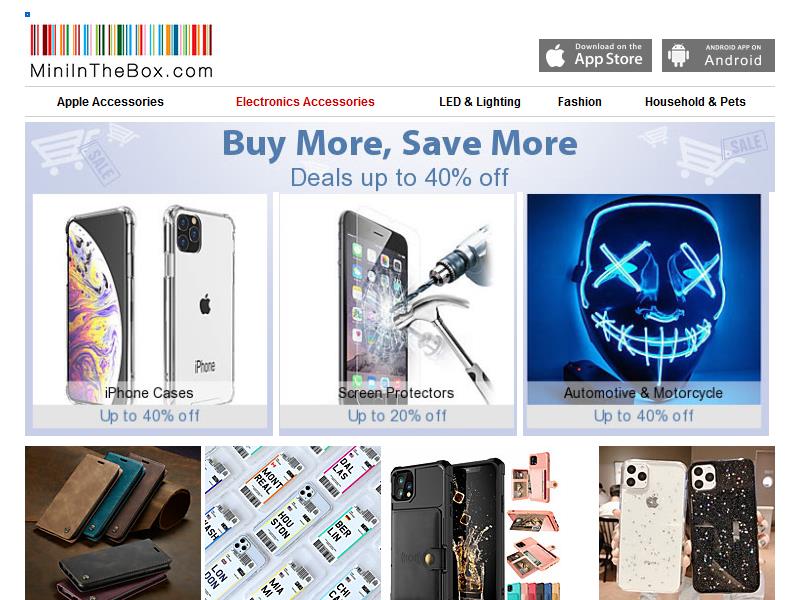 MiniInTheBox.com
Download on the
App Store
ANDROID APP ON
Android
Apple Accessories
Electronics Accessories
LED & Lighting
Fashion
Household & Pets
Buy More, Save More
Deals up to 40% off
SALE
SALE
iPhone
iPhone Cases
Up to 40% off
Screen Protectors
Up to 20% off
Automotive & Motorcycle
Up to 40% off
MONT
REAL
DAL
LAS
HOU
STON
BER
LIN
LON
DON
MIA
MI
CHI
CA